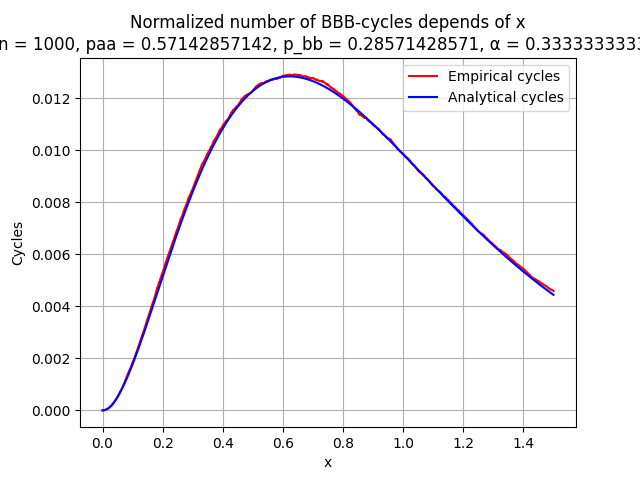 Normalized number of BBB-cycles depends of x
n = 1000, paa = 0.57142857142, p_bb = 0.28571428571, α = 0.3333333333
Empirical cycles
Analytical cycles
0.012
0.010
0.008
0.006
0.004
0.002
0.000
Cycles
0.0 0.2 0.4 0.6 0.8 1.0 1.2 1.4
x